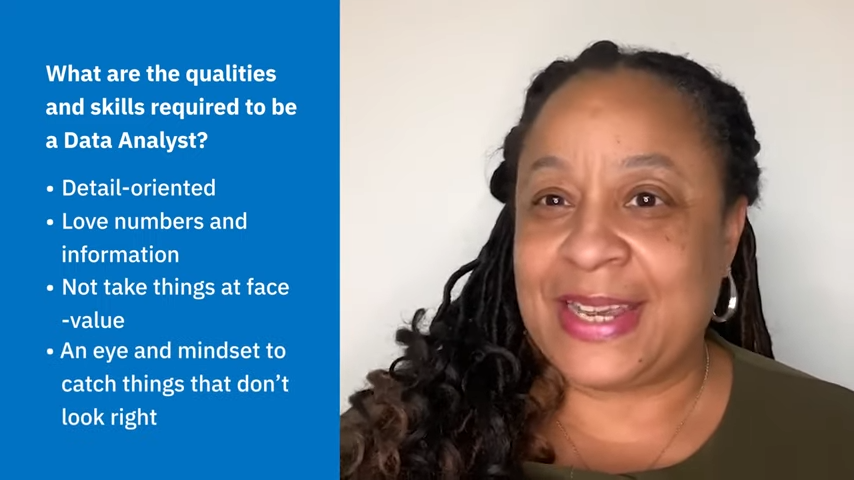 What are the qualities
and skills required to be
a Data Analyst?
• Detail-oriented
• Love numbers and
information
• Not take things at face
-value
• An eye and mindset to
catch things that don't
look right